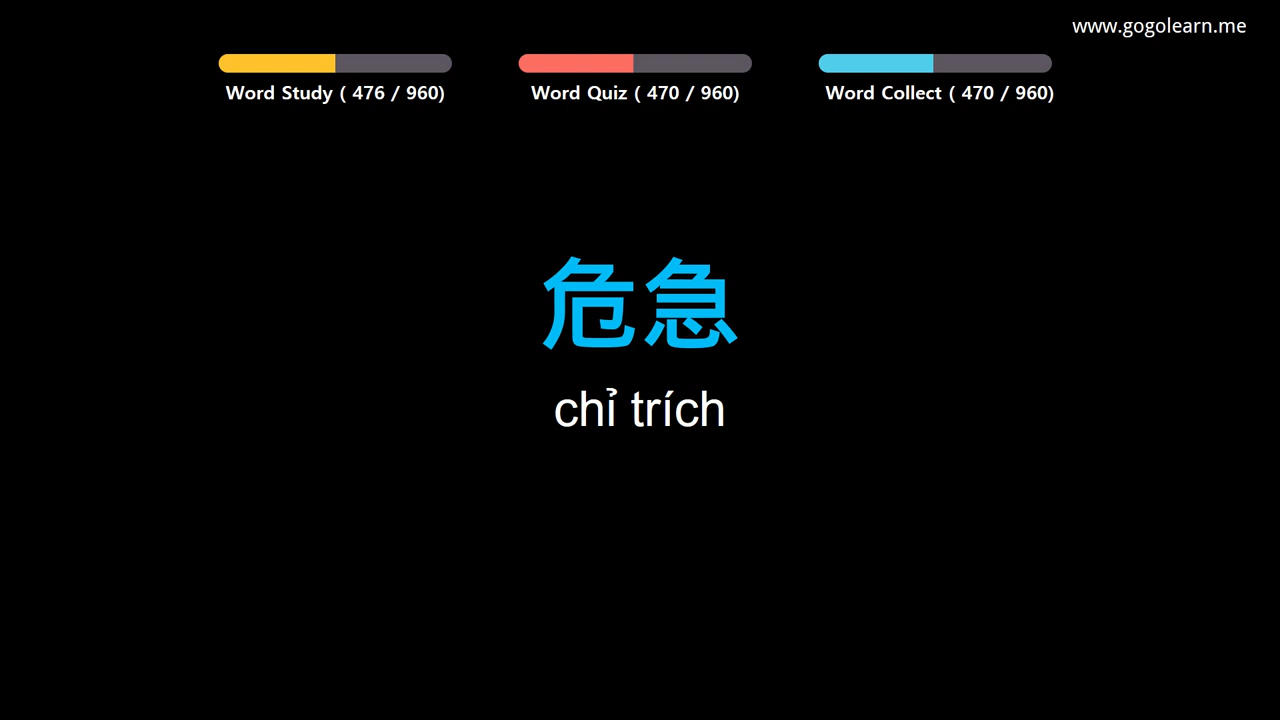 www.gogolearn.me
Word Study ( 476 / 960)
Word Quiz ( 470 / 960)
Word Collect ( 470 / 960)
危急
chỉ trích